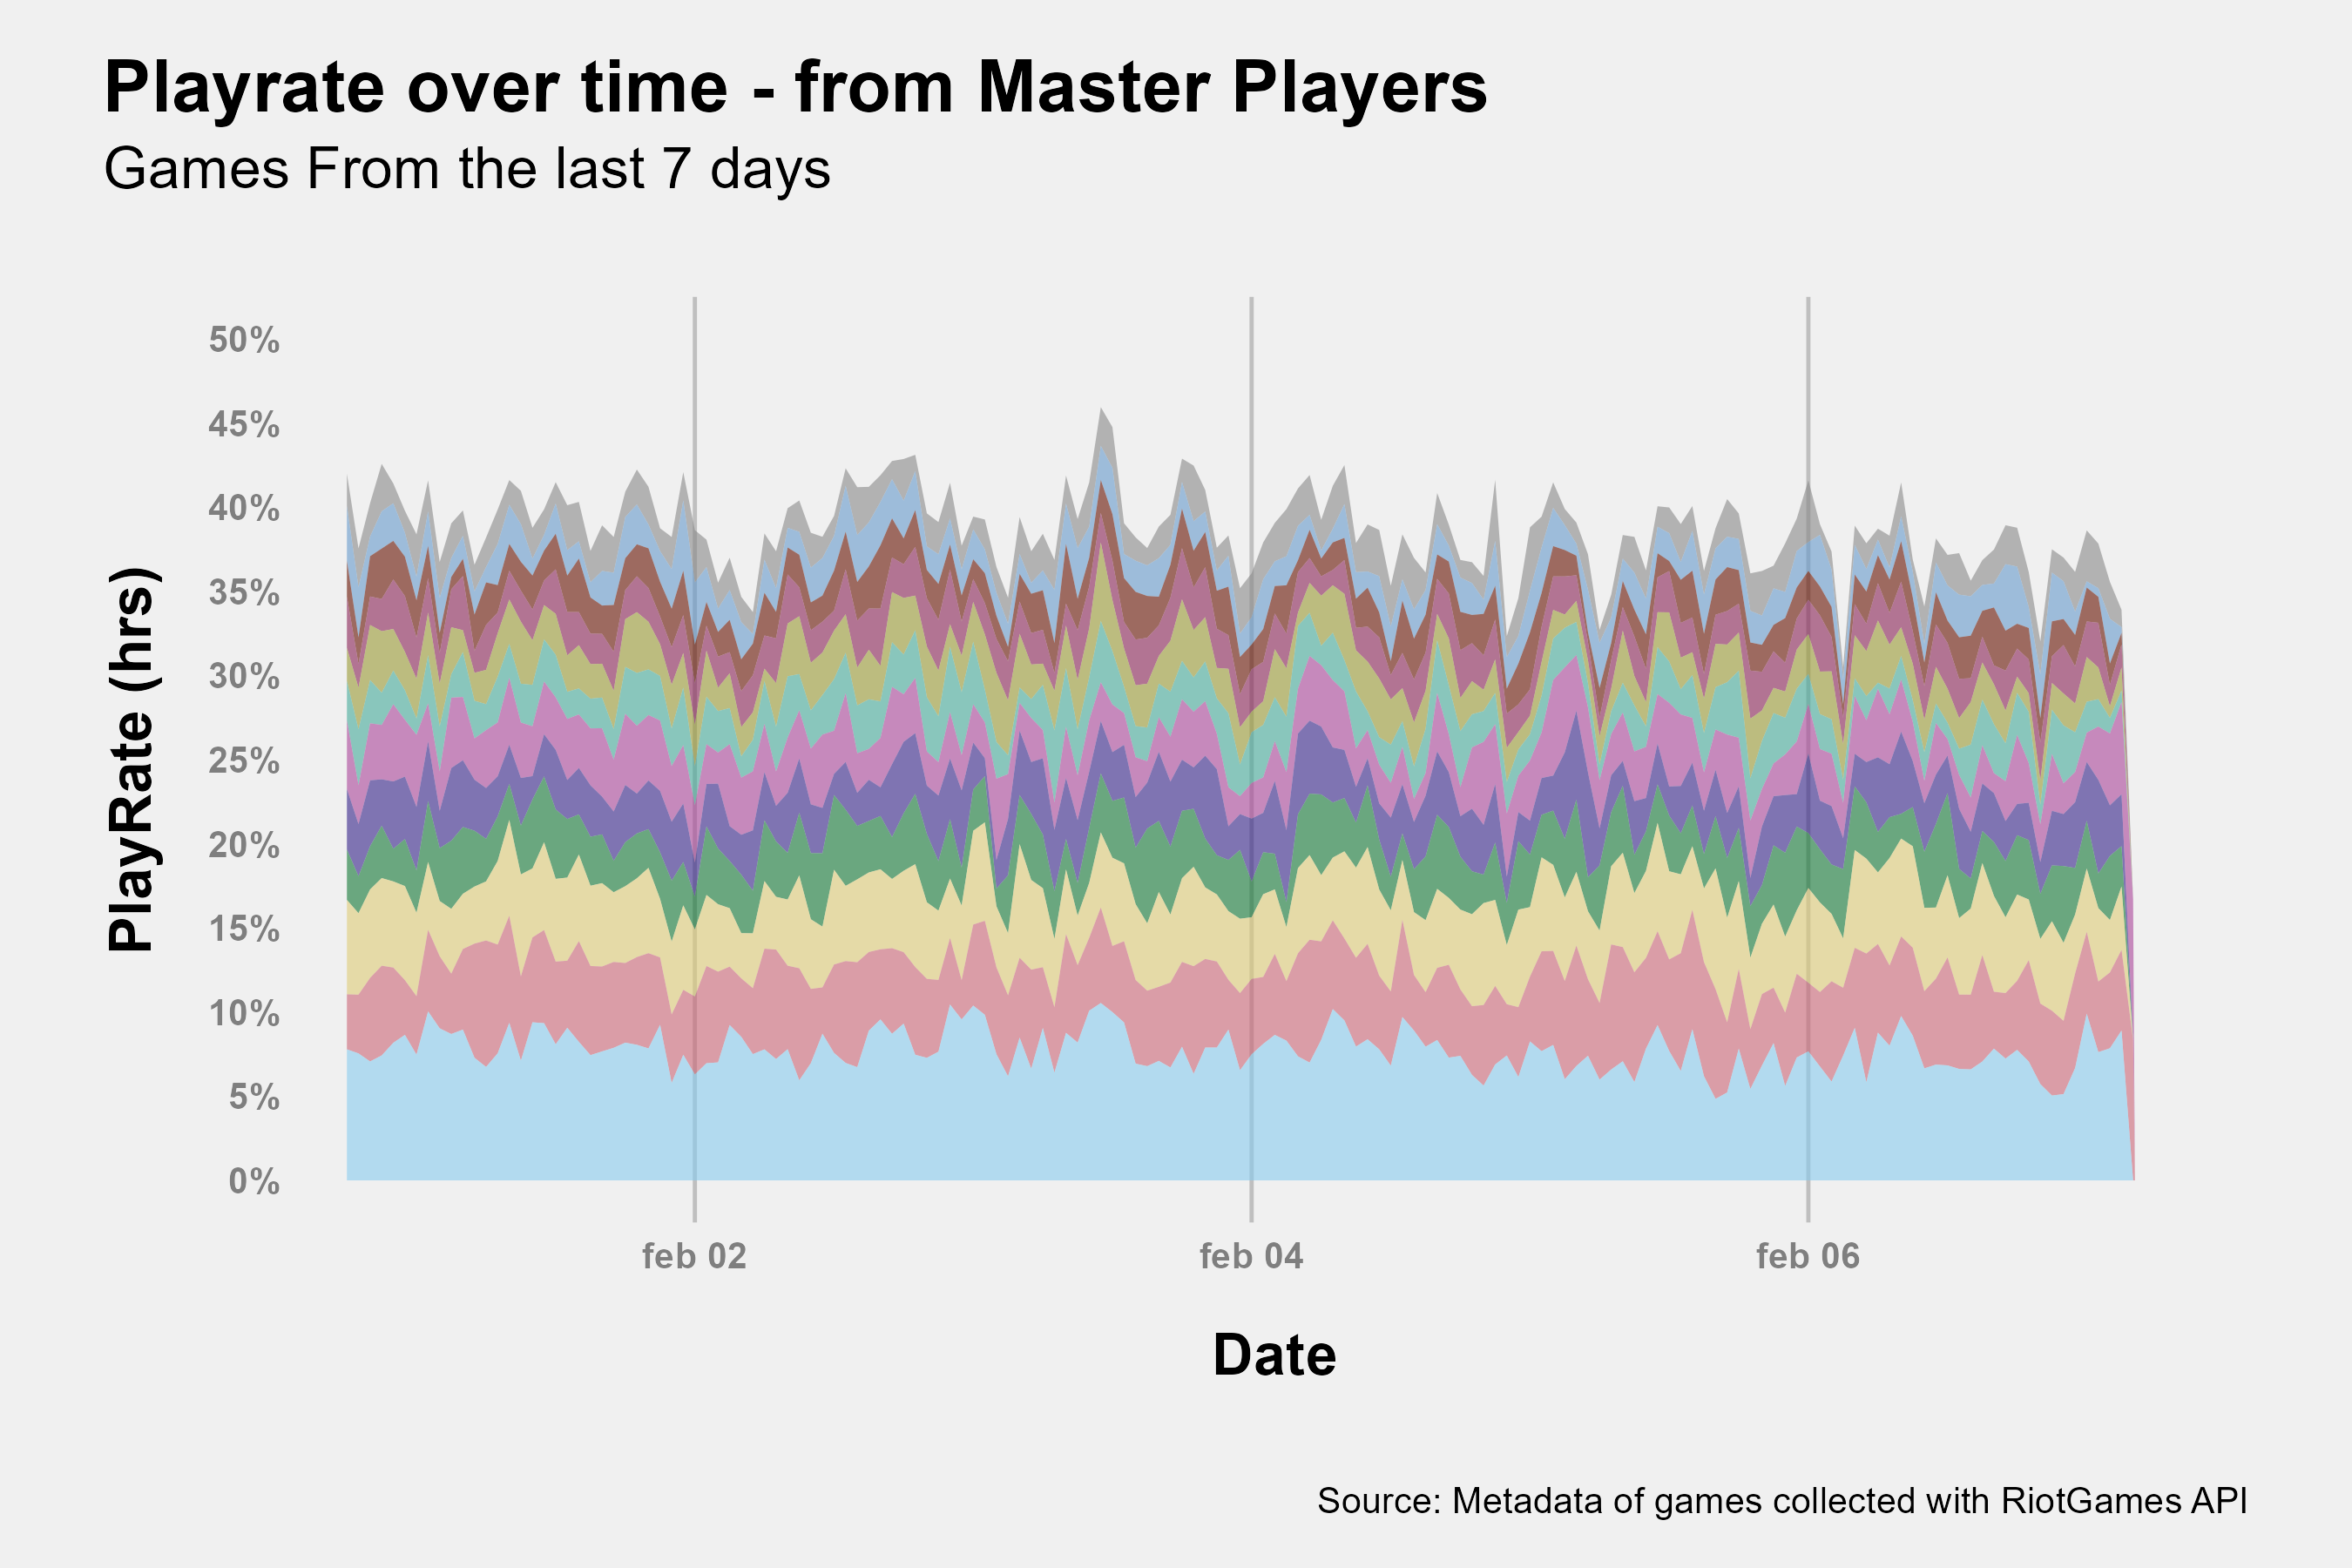 Playrate over time - from Master Players
Games From the last 7 days
PlayRate (hrs)
50%
45%
40%
35%
30%
25%
20%
15%
10%
5%
0%
feb 02
feb 04
feb 06
Date
Source: Metadata of games collected with RiotGames API